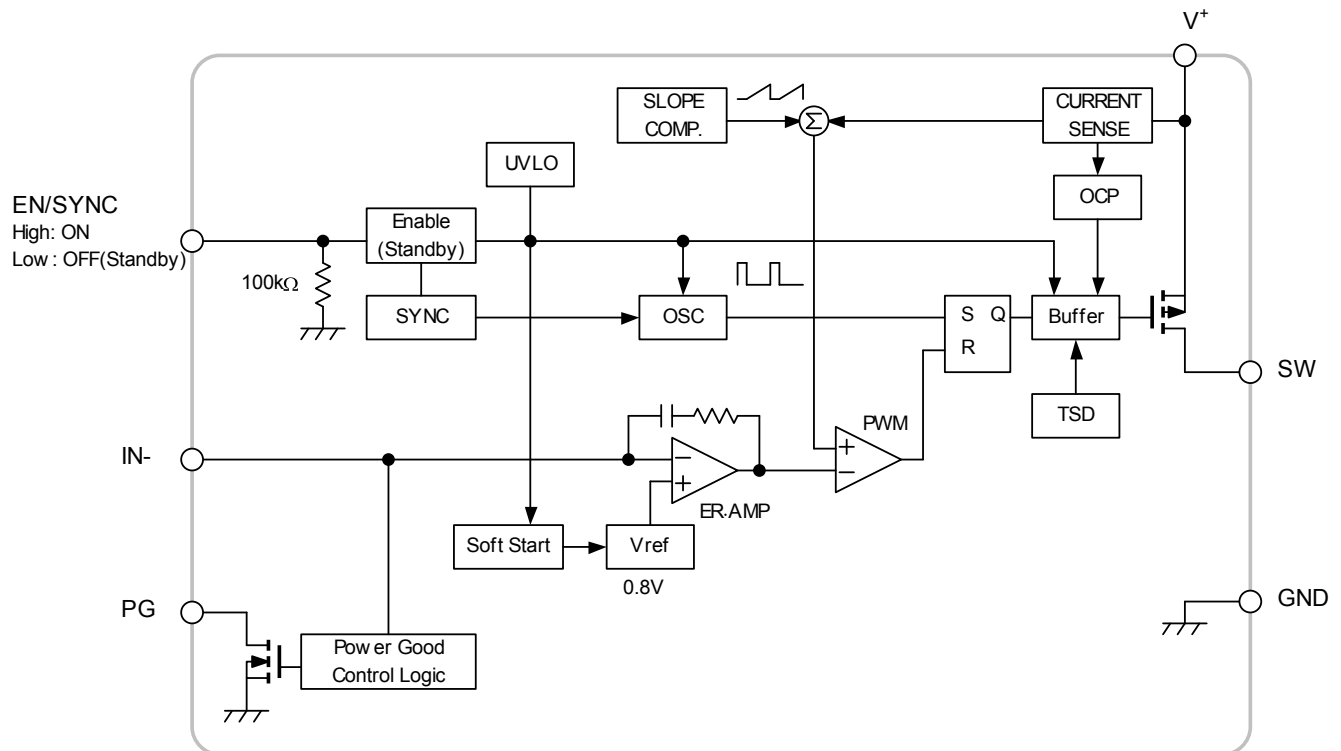 V+
SLOPE
COMP.
Σ
CURRENT
SENSE
UVLO
OCP
EN/SYNC
High: ON
Low : OFF(Standby)
Enable
(Standby)
100kΩ
SYNC
OSC
S Q
R
Buffer
SW
TSD
PWM
IN-
−
+
+
−
ER.AMP
Soft Start
Vref
0.8V
PG
GND
Power Good
Control Logic